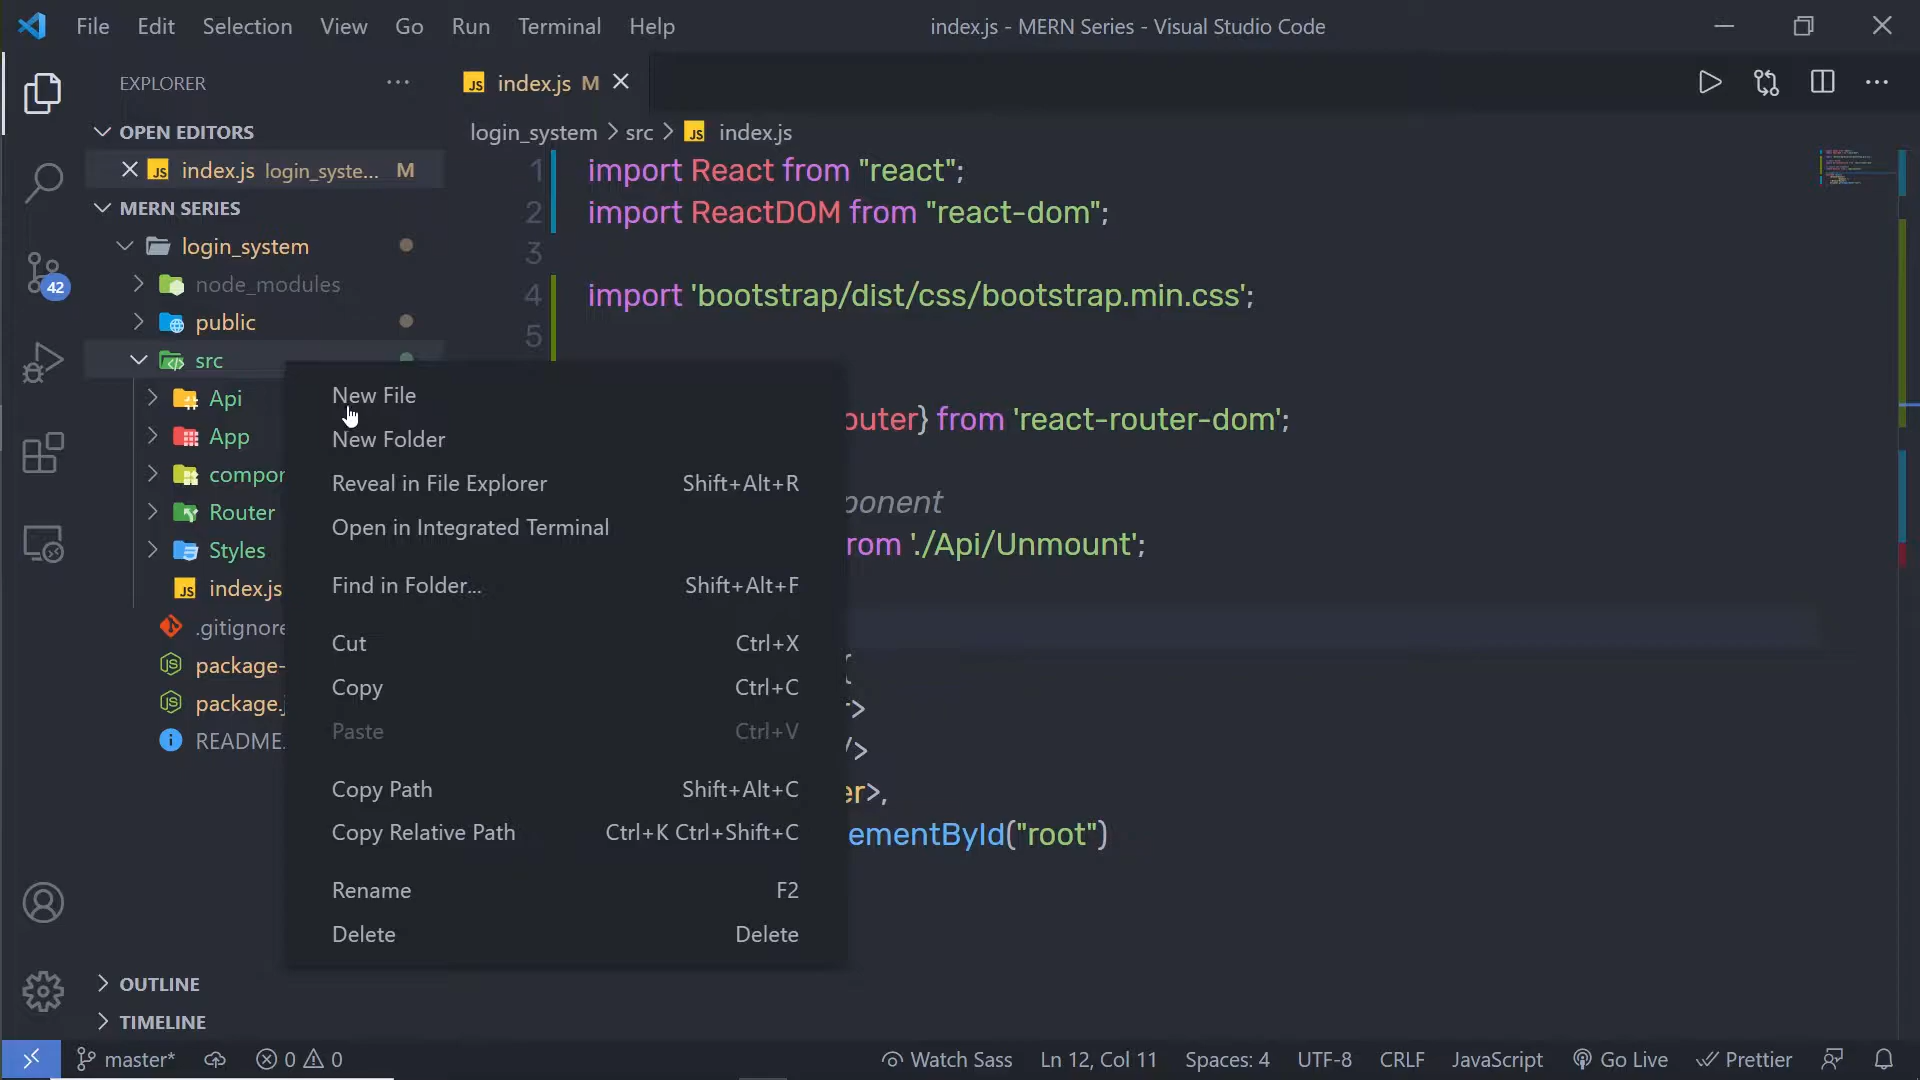 File Edit Selection View Go Run Terminal Help
index.js - MERN Series - Visual Studio Code
EXPLORER
index.js M
OPEN EDITORS
index.js login_syste... M
MERN SERIES
login_system
node_modules
public
src
Api
App
compor
Router
Styles
index.js
.gitignore
package-
package.j
README.
OUTLINE
TIMELINE
42
login_system > src > JS index.js
1 import React from "react";
2 import ReactDOM from "react-dom";
3
4 import 'bootstrap/dist/css/bootstrap.min.css';
5
outer} from 'react-router-dom';
ponent
rom './Api/Unmount';
{
r>
/>
er>,
ementById("root")
New File
New Folder
Reveal in File Explorer Shift+Alt+R
Open in Integrated Terminal
Find in Folder... Shift+Alt+F
Cut Ctrl+X
Copy Ctrl+C
Paste Ctrl+V
Copy Path Shift+Alt+C
Copy Relative Path Ctrl+K Ctrl+Shift+C
Rename F2
Delete Delete
master* 0 0 Watch Sass Ln 12, Col 11 Spaces: 4 UTF-8 CRLF JavaScript Go Live Prettier